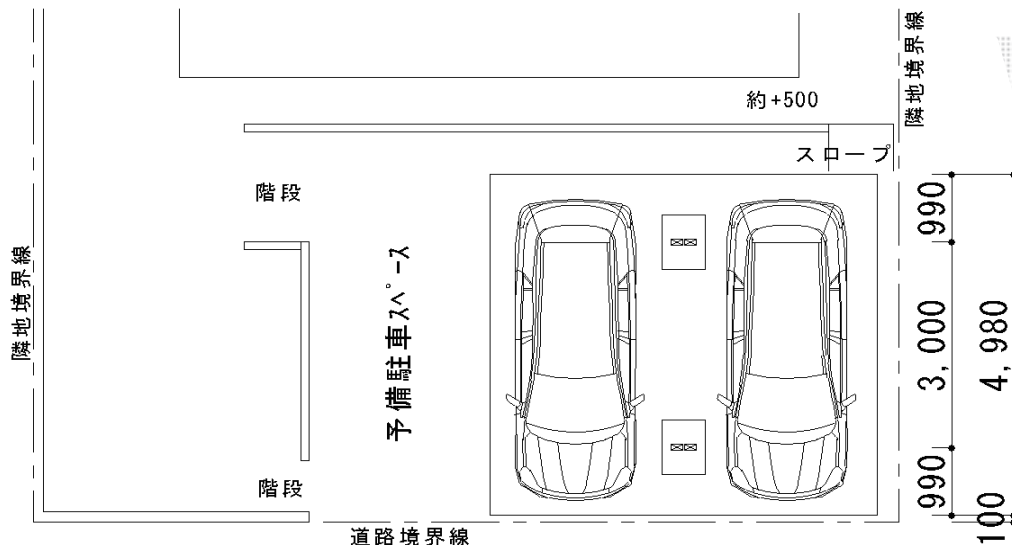 隣地境界線
約+500
スロープ
階段
990
隣地境界線
予備駐車ｽﾍﾟｰｽ
3,000
4,980
階段
990
100
道路境界線